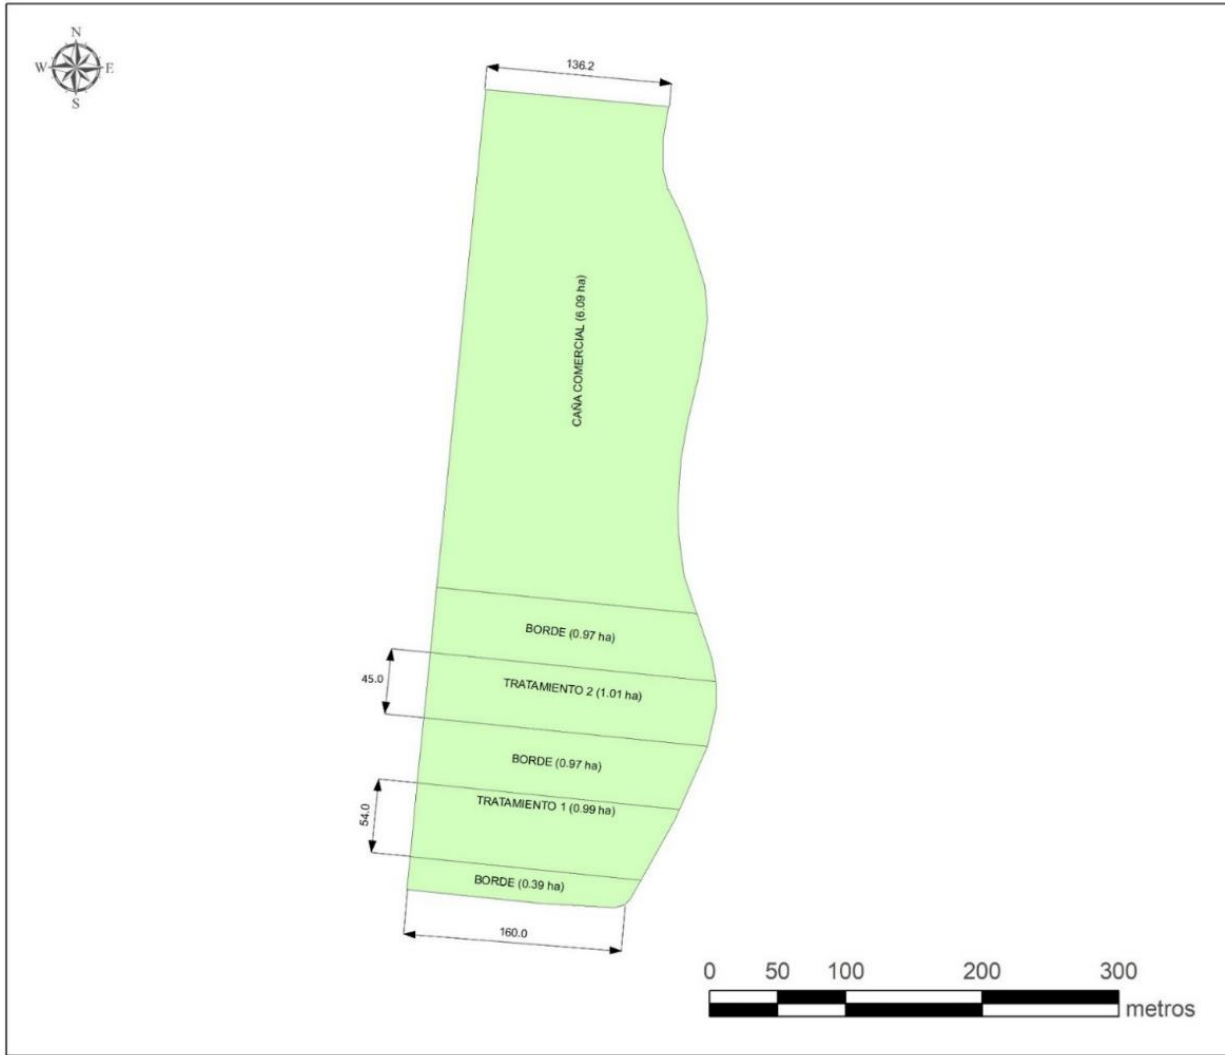 N
W E
S
136.2
CAÑA COMERCIAL (6.09 ha)
BORDE (0.97 ha)
45.0
TRATAMIENTO 2 (1.01 ha)
BORDE (0.97 ha)
54.0
TRATAMIENTO 1 (0.99 ha)
BORDE (0.39 ha)
160.0
0 50 100 200 300
metros